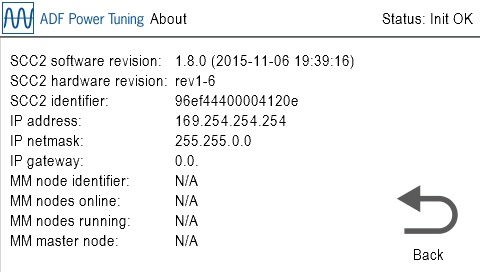 ADF Power Tuning About Status: Init OK
SCC2 software revision: 1.8.0 (2015-11-06 19:39:16)
SCC2 hardware revision: rev1-6
SCC2 identifier: 96ef44400004120e
IP address: 169.254.254.254
IP netmask: 255.255.0.0
IP gateway: 0.0.
MM node identifier: N/A
MM nodes online: N/A
MM nodes running: N/A
MM master node: N/A
Back